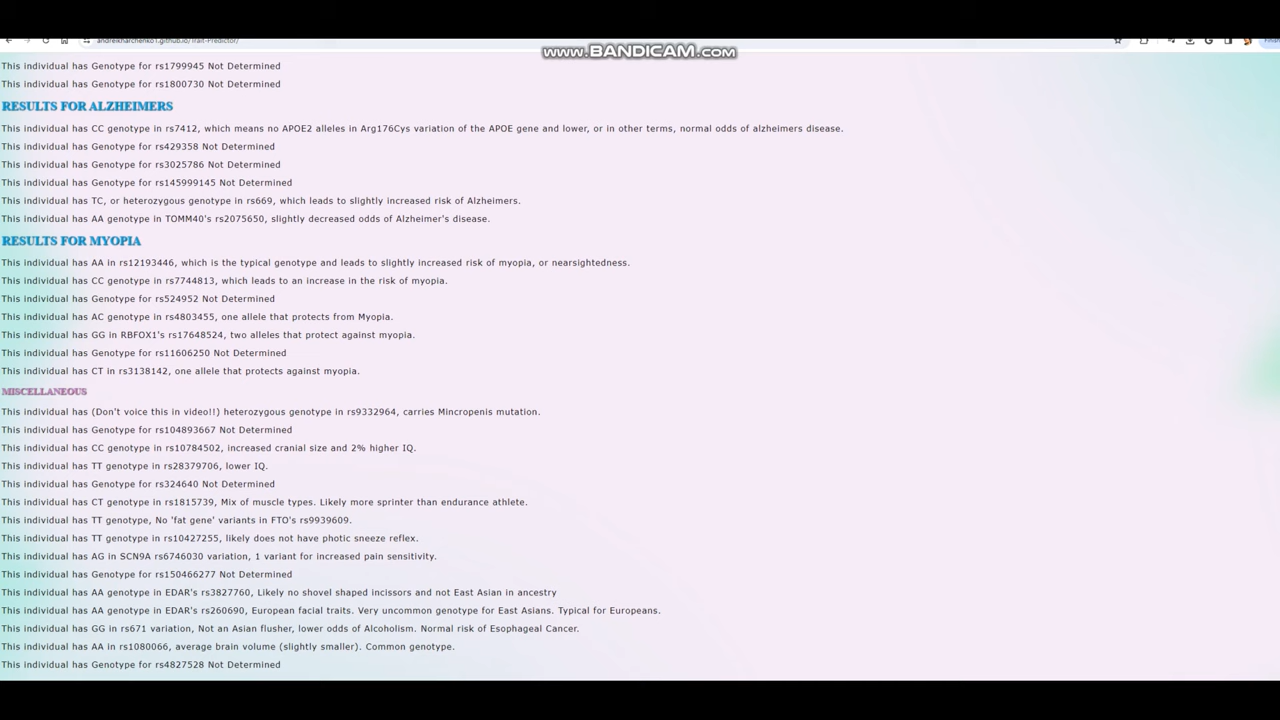 andreikharchenko1.github.io/Trait-Predictor/
www.BANDICAM.com
This individual has Genotype for rs1799945 Not Determined
This individual has Genotype for rs1800730 Not Determined
RESULTS FOR ALZHEIMERS
This individual has CC genotype in rs7412, which means no APOE2 alleles in Arg176Cys variation of the APOE gene and lower, or in other terms, normal odds of alzheimers disease.
This individual has Genotype for rs429358 Not Determined
This individual has Genotype for rs3025786 Not Determined
This individual has Genotype for rs145999145 Not Determined
This individual has TC, or heterozygous genotype in rs669, which leads to slightly increased risk of Alzheimers.
This individual has AA genotype in TOMM40's rs2075650, slightly decreased odds of Alzheimer's disease.
RESULTS FOR MYOPIA
This individual has AA in rs12193446, which is the typical genotype and leads to slightly increased risk of myopia, or nearsightedness.
This individual has CC genotype in rs7744813, which leads to an increase in the risk of myopia.
This individual has Genotype for rs524952 Not Determined
This individual has AC genotype in rs4803455, one allele that protects from Myopia.
This individual has GG in RBFOX1's rs17648524, two alleles that protect against myopia.
This individual has Genotype for rs11606250 Not Determined
This individual has CT in rs3138142, one allele that protects against myopia.
MISCELLANEOUS
This individual has (Don't voice this in video!!) heterozygous genotype in rs9332964, carries Mincropenis mutation.
This individual has Genotype for rs104893667 Not Determined
This individual has CC genotype in rs10784502, increased cranial size and 2% higher IQ.
This individual has TT genotype in rs28379706, lower IQ.
This individual has Genotype for rs324640 Not Determined
This individual has CT genotype in rs1815739, Mix of muscle types. Likely more sprinter than endurance athlete.
This individual has TT genotype, No 'fat gene' variants in FTO's rs9939609.
This individual has TT genotype in rs10427255, likely does not have photic sneeze reflex.
This individual has AG in SCN9A rs6746030 variation, 1 variant for increased pain sensitivity.
This individual has Genotype for rs150466277 Not Determined
This individual has AA genotype in EDAR's rs3827760, Likely no shovel shaped incissors and not East Asian in ancestry
This individual has AA genotype in EDAR's rs260690, European facial traits. Very uncommon genotype for East Asians. Typical for Europeans.
This individual has GG in rs671 variation, Not an Asian flusher, lower odds of Alcoholism. Normal risk of Esophageal Cancer.
This individual has AA in rs1080066, average brain volume (slightly smaller). Common genotype.
This individual has Genotype for rs4827528 Not Determined